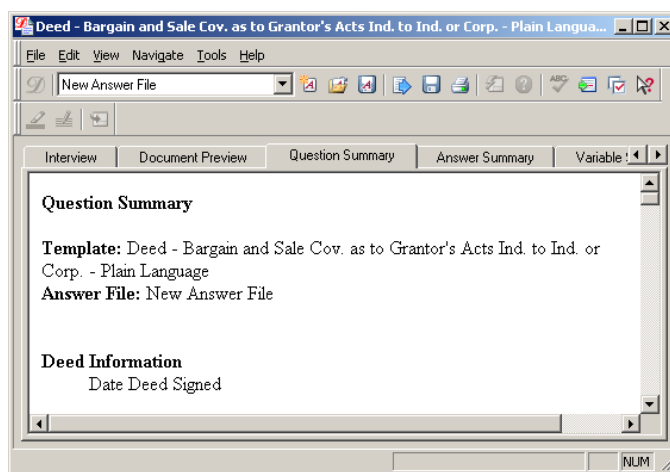 Deed - Bargain and Sale Cov. as to Grantor's Acts Ind. to Ind. or Corp. - Plain Langua...
File Edit View Navigate Tools Help
New Answer File
ABC
Interview Document Preview Question Summary Answer Summary Variable
Question Summary
Template: Deed - Bargain and Sale Cov. as to Grantor's Acts Ind. to Ind. or
Corp. - Plain Language
Answer File: New Answer File
Deed Information
Date Deed Signed
NUM